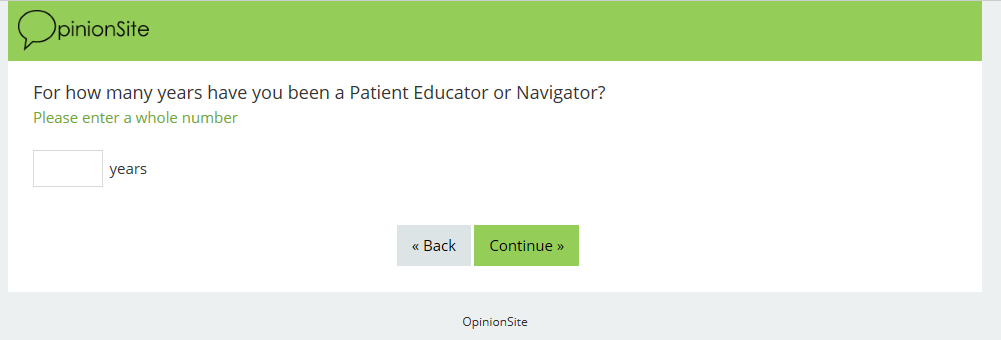 OpinionSite
For how many years have you been a Patient Educator or Navigator?
Please enter a whole number
years
« Back
Continue »
OpinionSite